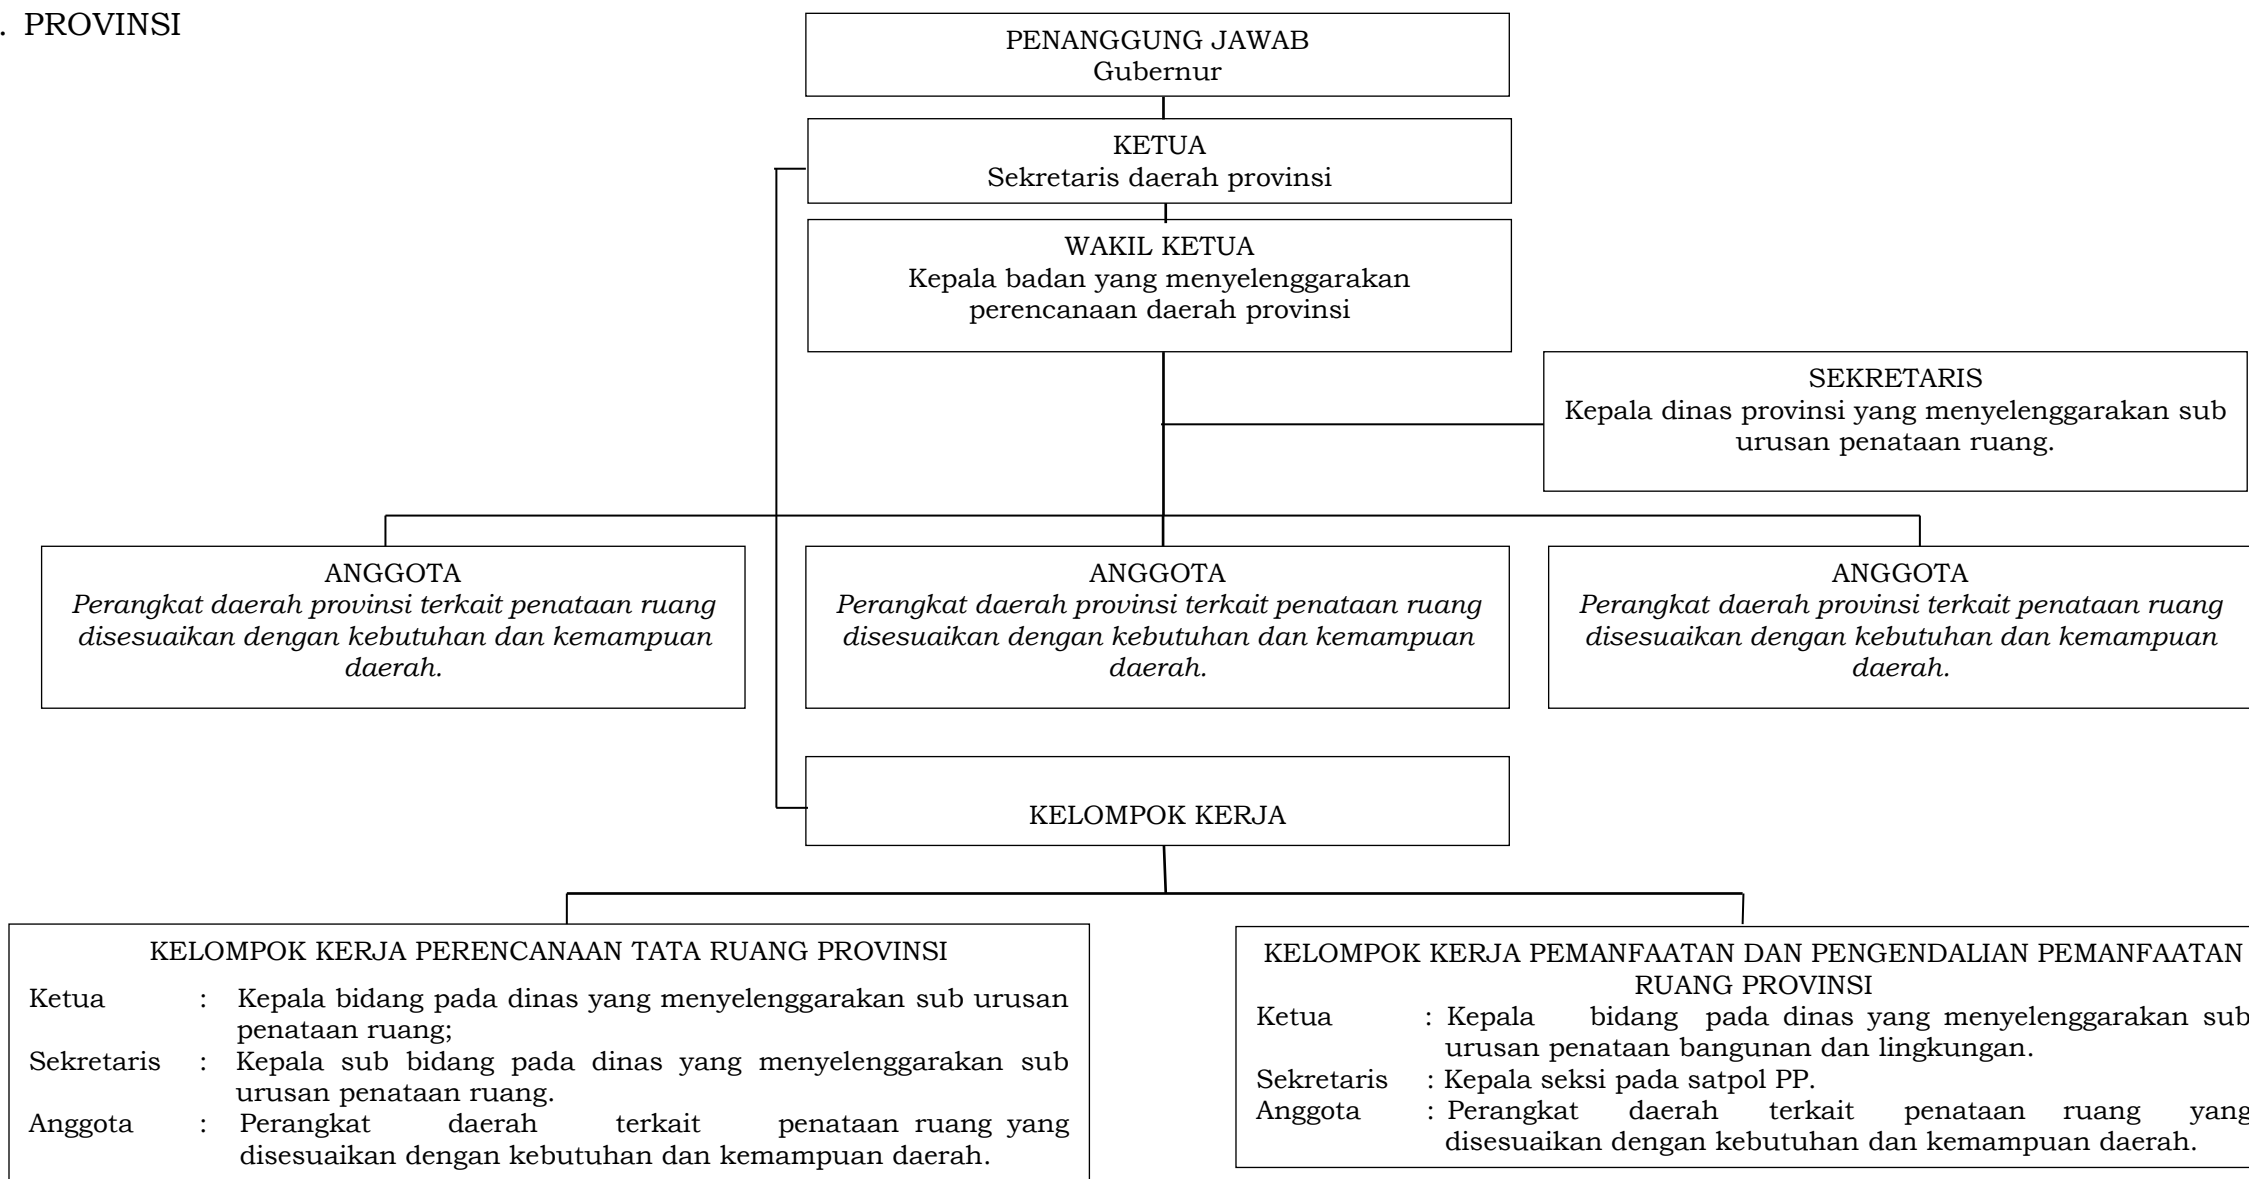 . PROVINSI
PENANGGUNG JAWAB
Gubernur
KETUA
Sekretaris daerah provinsi
WAKIL KETUA
Kepala badan yang menyelenggarakan
perencanaan daerah provinsi
SEKRETARIS
Kepala dinas provinsi yang menyelenggarakan sub
urusan penataan ruang.
ANGGOTA
Perangkat daerah provinsi terkait penataan ruang
disesuaikan dengan kebutuhan dan kemampuan
daerah.
ANGGOTA
Perangkat daerah provinsi terkait penataan ruang
disesuaikan dengan kebutuhan dan kemampuan
daerah.
ANGGOTA
Perangkat daerah provinsi terkait penataan ruang
disesuaikan dengan kebutuhan dan kemampuan
daerah.
KELOMPOK KERJA
KELOMPOK KERJA PERENCANAAN TATA RUANG PROVINSI
Ketua : Kepala bidang pada dinas yang menyelenggarakan sub urusan
penataan ruang;
Sekretaris : Kepala sub bidang pada dinas yang menyelenggarakan sub
urusan penataan ruang.
Anggota : Perangkat daerah terkait penataan ruang yang
disesuaikan dengan kebutuhan dan kemampuan daerah.
KELOMPOK KERJA PEMANFAATAN DAN PENGENDALIAN PEMANFAATAN
RUANG PROVINSI
Ketua : Kepala bidang pada dinas yang menyelenggarakan sub
urusan penataan bangunan dan lingkungan.
Sekretaris : Kepala seksi pada satpol PP.
Anggota : Perangkat daerah terkait penataan ruang yang
disesuaikan dengan kebutuhan dan kemampuan daerah.